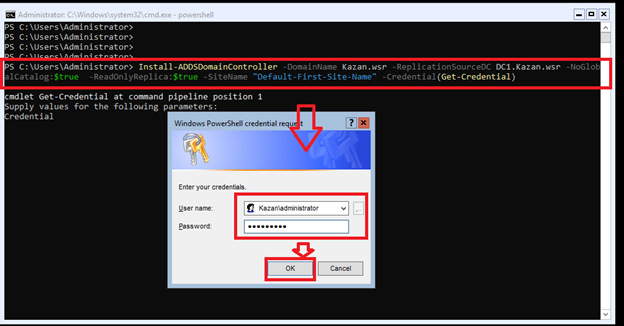 Administrator: C:\Windows\system32\cmd.exe - powershell
PS C:\Users\Administrator>
PS C:\Users\Administrator>
PS C:\Users\Administrator>
PS C:\Users\Administrator>
PS C:\Users\Administrator> Install-ADDSDomainController -DomainName Kazan.wsr -ReplicationSourceDC DC1.Kazan.wsr -NoGlob
alCatalog:$true -ReadOnlyReplica:$true -SiteName "Default-First-Site-Name" -Credential(Get-Credential)
cmdlet Get-Credential at command pipeline position 1
Supply values for the following parameters:
Credential
Windows PowerShell credential request
Enter your credentials.
User name: Kazan\administrator
Password:
OK Cancel